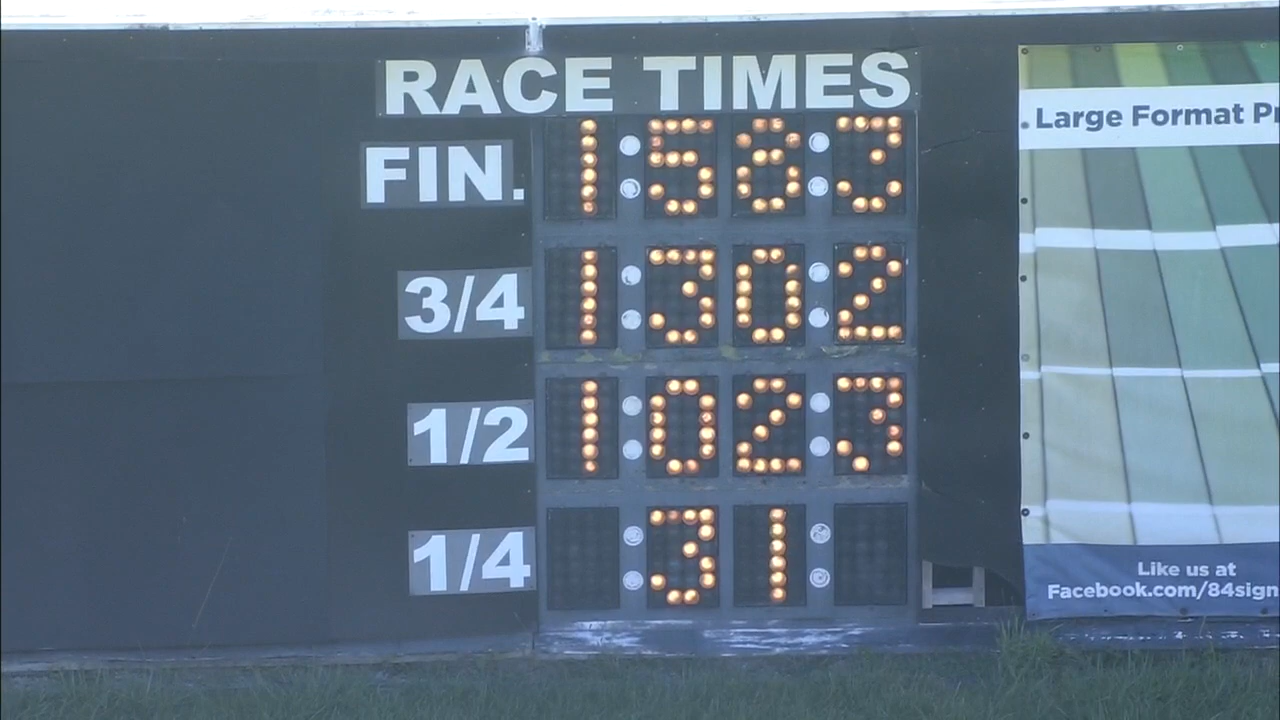 RACE TIMES
FIN. 1:58:3
3/4 1:30:2
1/2 1:02:3
1/4 :31:
Large Format P
Like us at
Facebook.com/84sign